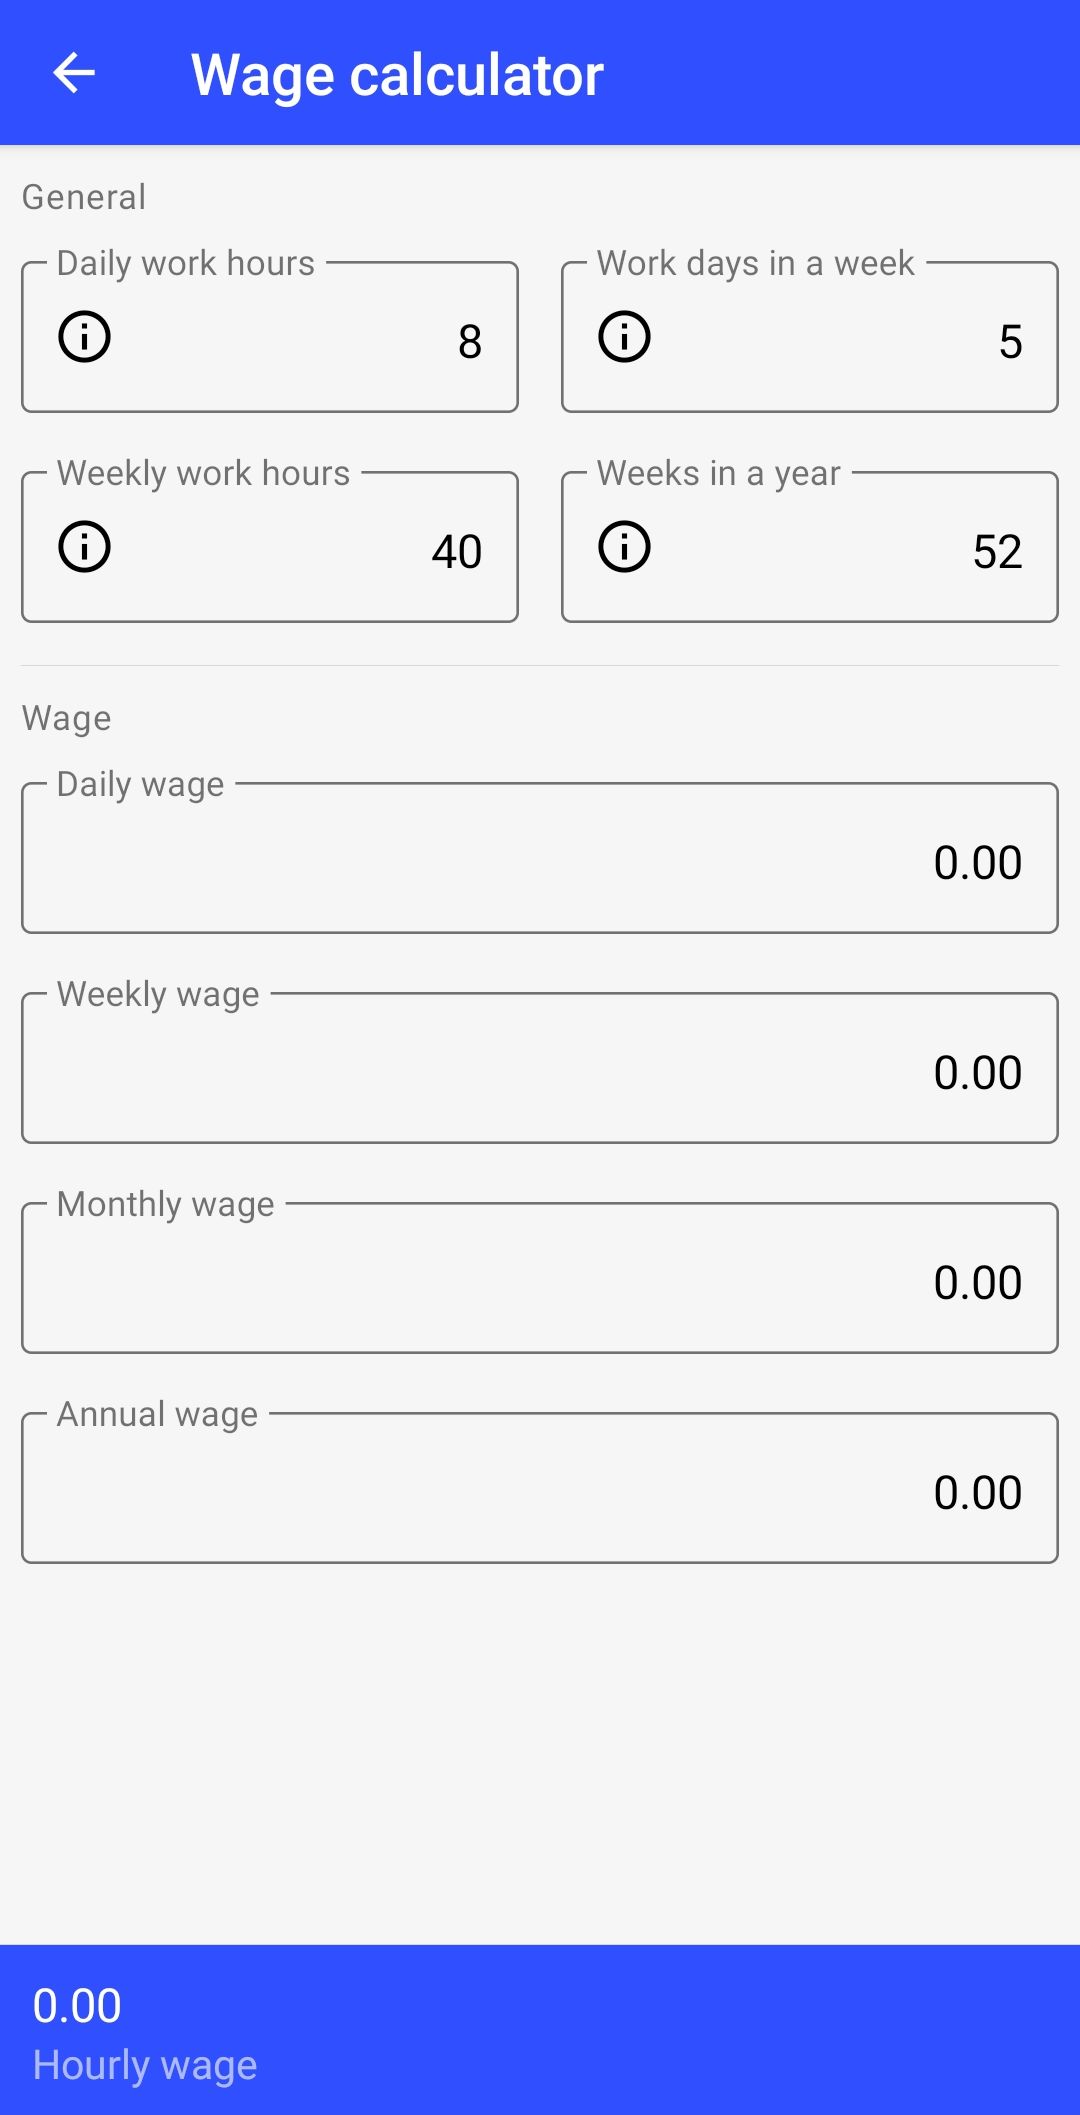 Wage calculator
General
Daily work hours
8
Work days in a week
5
Weekly work hours
40
Weeks in a year
52
Wage
Daily wage
0.00
Weekly wage
0.00
Monthly wage
0.00
Annual wage
0.00
0.00
Hourly wage